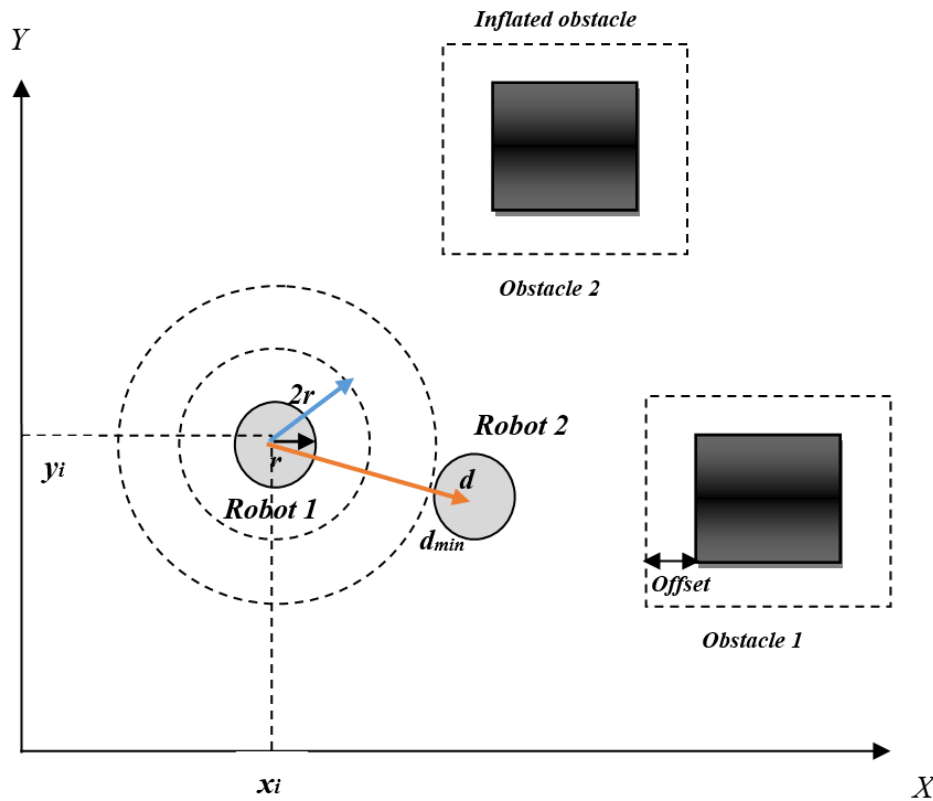 Inflated obstacle
Y
Obstacle 2
2r
Robot 2
r
yi
d
Robot 1
dmin
Offset
Obstacle 1
xi
X